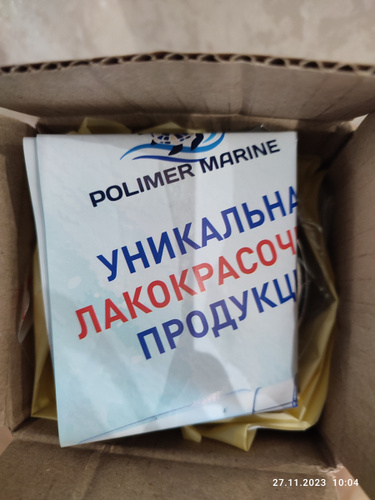 POLIMER MARINE
УНИКАЛЬНА
ЛАКОКРАСОЧ
ПРОДУКЦ
27.11.2023 10:04